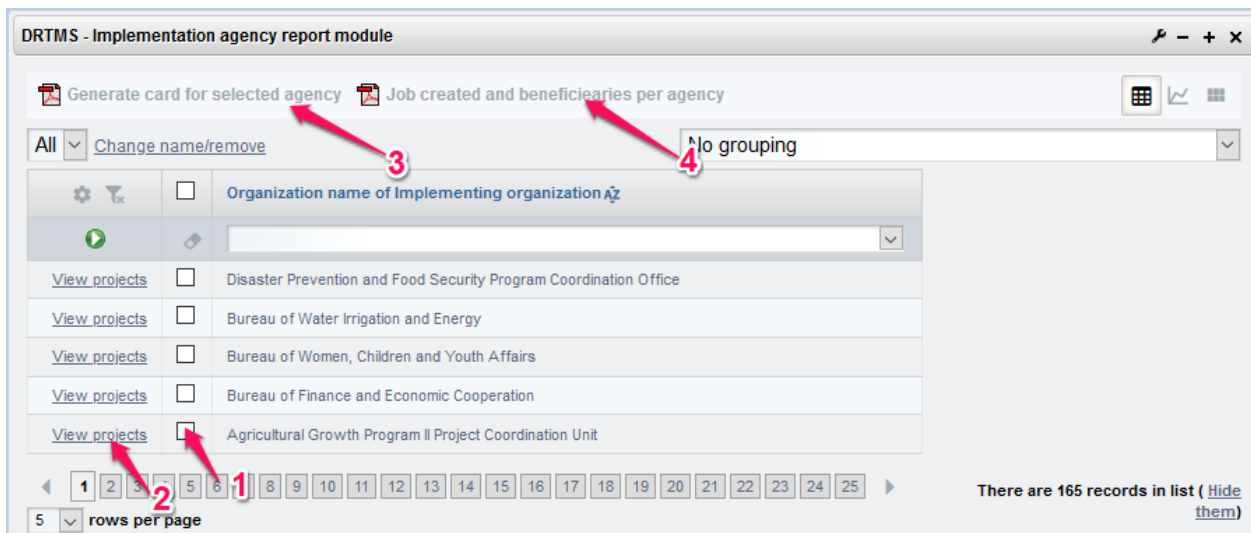 DRTMS - Implementation agency report module
Generate card for selected agency Job created and beneficiearies per agency
All Change name/remove No grouping
Organization name of Implementing organization AZ
View projects Disaster Prevention and Food Security Program Coordination Office
View projects Bureau of Water Irrigation and Energy
View projects Bureau of Women, Children and Youth Affairs
View projects Bureau of Finance and Economic Cooperation
View projects Agricultural Growth Program II Project Coordination Unit
1 2 3 5 6 8 9 10 11 12 13 14 15 16 17 18 19 20 21 22 23 24 25
There are 165 records in list ( Hide
them)
5 rows per page
3
4
1
2